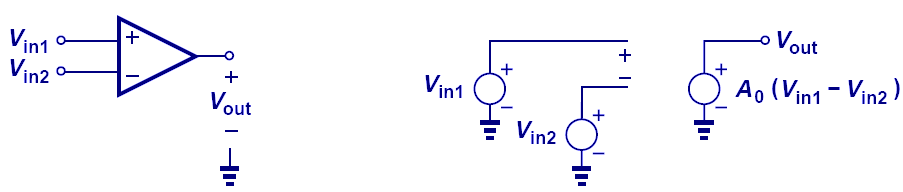 Vin1
Vin2
+
−
+
Vout
−
Vin1
+
−
Vin2
+
−
+
−
+
−
Vout
A0 (Vin1 − Vin2)